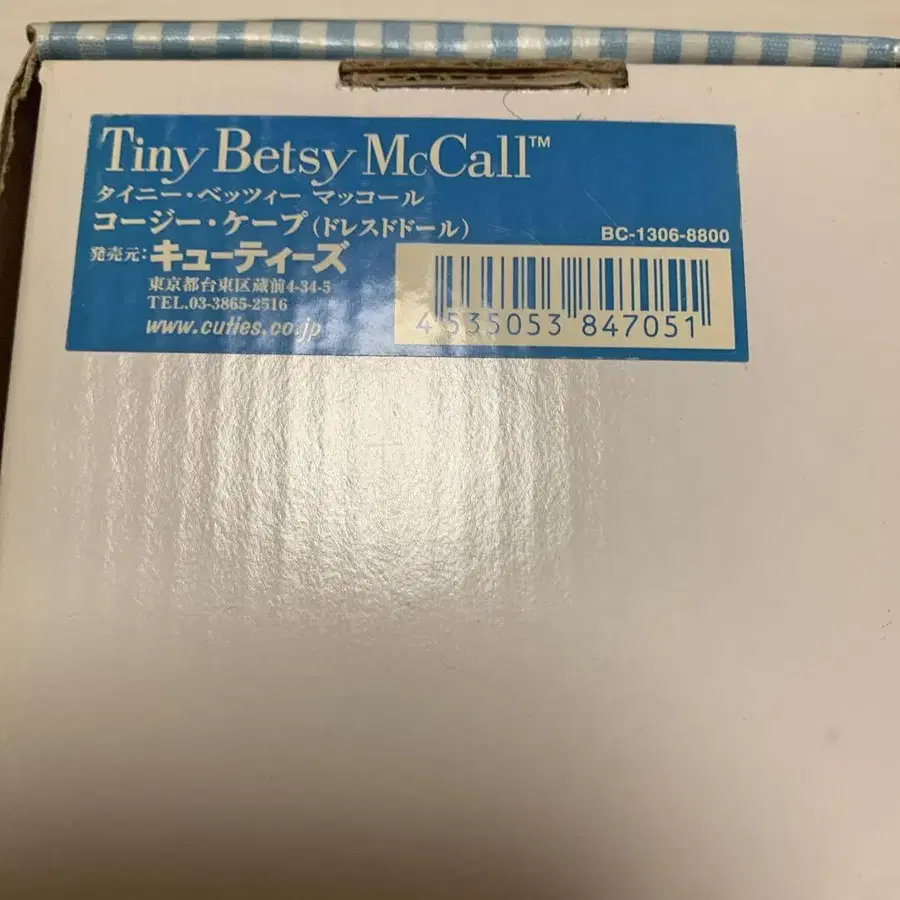 Tiny Betsy McCall™
タイニー・ベッツィー マッコール
コージー・ケープ(ドレスドドール)
BC-1306-8800
発売元:キューティーズ
東京都台東区蔵前4-34-5
TEL.03-3865-2516
www.cuties.co.jp
4 535053 847051